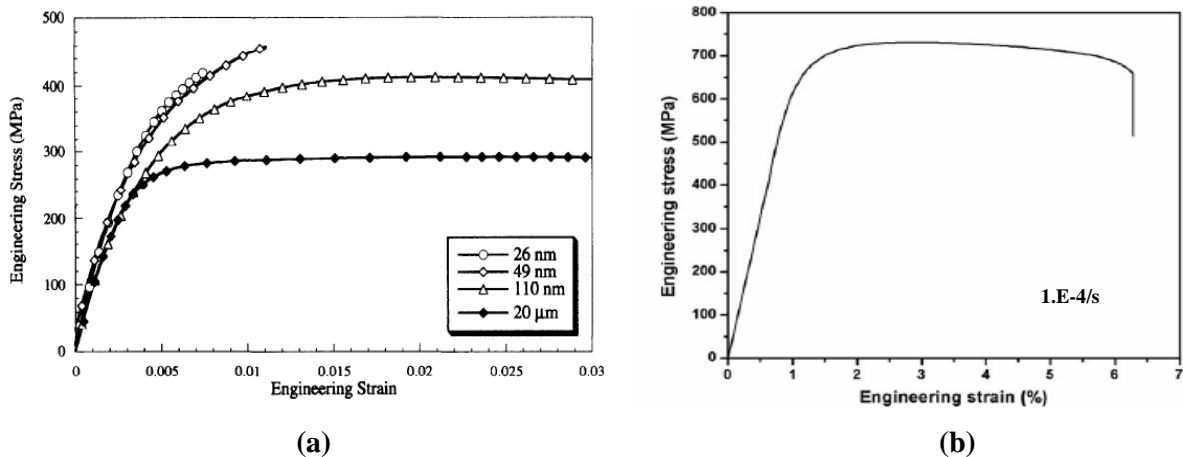 500
400
300
200
100
0
Engineering Stress (MPa)
26 nm
49 nm
110 nm
20 μm
0 0.005 0.01 0.015 0.02 0.025 0.03
Engineering Strain
(a)
800
700
600
500
400
300
200
100
0
Engineering stress (MPa)
1.E-4/s
0 1 2 3 4 5 6 7
Engineering strain (%)
(b)